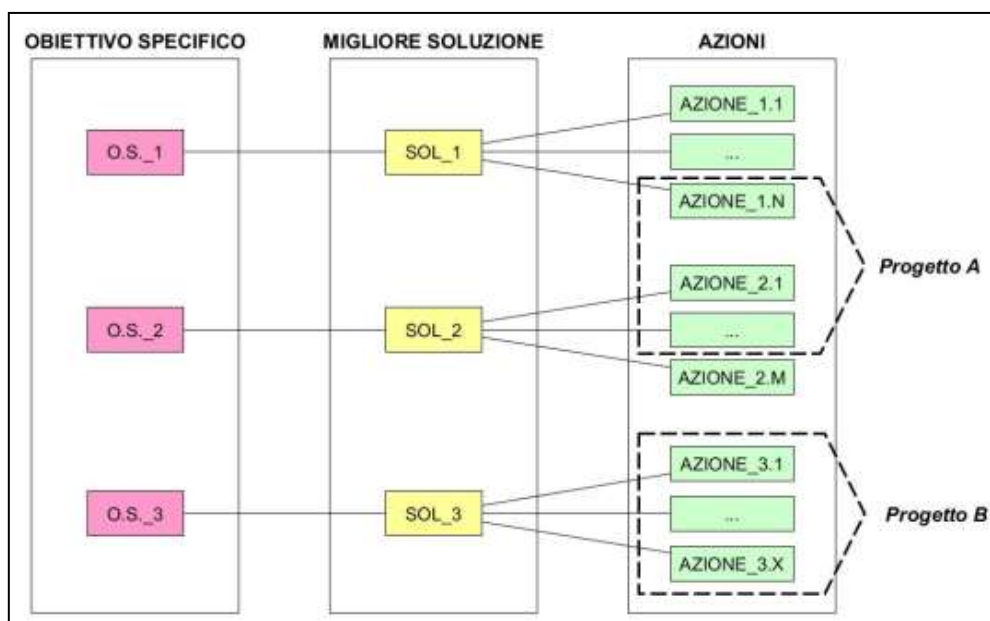 OBIETTIVO SPECIFICO
MIGLIORE SOLUZIONE
AZIONI
O.S._1
SOL_1
AZIONE_1.1
...
AZIONE_1.N
Progetto A
O.S._2
SOL_2
AZIONE_2.1
...
AZIONE_2.M
O.S._3
SOL_3
AZIONE_3.1
...
AZIONE_3.X
Progetto B